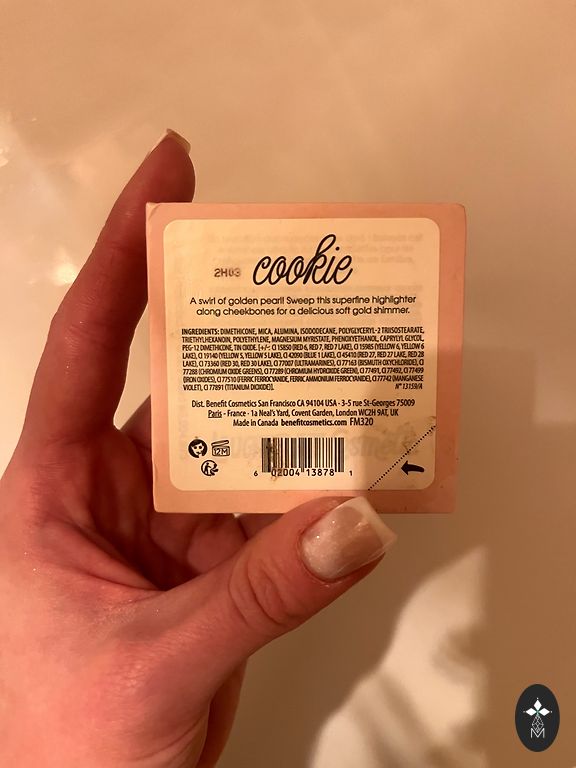 2H03 cookie
A swirl of golden pearl! Sweep this superfine highlighter
along cheekbones for a delicious soft gold shimmer.
INGREDIENTS: DIMETHICONE, MICA, ALUMINA, ISODODECANE, POLYGLYCERYL-2 TRIISOSTEARATE,
TRIETHYLHEXANOIN, POLYETHYLENE, MAGNESIUM MYRISTATE, PHENOXYETHANOL, CAPRYLYL GLYCOL,
PEG-12 DIMETHICONE, TIN OXIDE. [+/-: CI 15850 (RED 6, RED 7, RED 7 LAKE), CI 15985 (YELLOW 6, YELLOW 6
LAKE), CI 19140 (YELLOW 5, YELLOW 5 LAKE), CI 42090 (BLUE 1 LAKE), CI 45410 (RED 27, RED 27 LAKE, RED 28
LAKE), CI 73360 (RED 30, RED 30 LAKE), CI 77007 (ULTRAMARINES), CI 77163 (BISMUTH OXYCHLORIDE), CI
77288 (CHROMIUM OXIDE GREENS), CI 77289 (CHROMIUM HYDROXIDE GREEN), CI 77491, CI 77492, CI 77499
(IRON OXIDES), CI 77510 (FERRIC FERROCYANIDE, FERRIC AMMONIUM FERROCYANIDE), CI 77742 (MANGANESE
VIOLET), CI 77891 (TITANIUM DIOXIDE)]. N° 13159/A
Dist. Benefit Cosmetics San Francisco CA 94104 USA - 3-5 rue St-Georges 75009
Paris - France - 1a Neal's Yard, Covent Garden, London WC2H 9AT, UK
Made in Canada benefitcosmetics.com FM320
12M
6 02004 13878 1
M